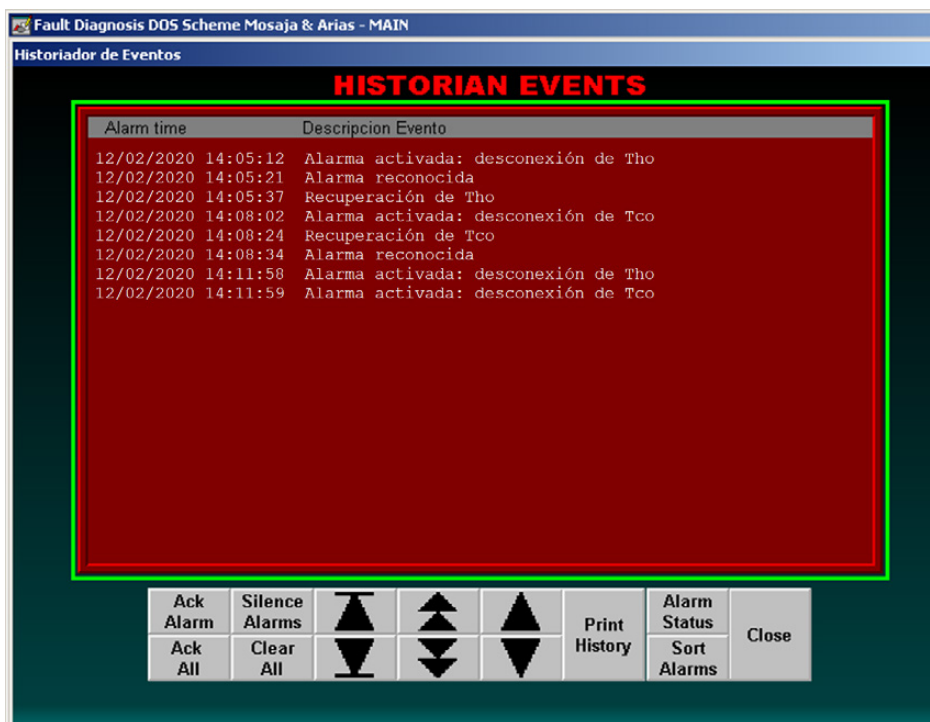 Fault Diagnosis DOS Scheme Mosaja & Arias - MAIN
Historiador de Eventos
HISTORIAN EVENTS
Alarm time Descripcion Evento
12/02/2020 14:05:12 Alarma activada: desconexión de Tho
12/02/2020 14:05:21 Alarma reconocida
12/02/2020 14:05:37 Recuperación de Tho
12/02/2020 14:08:02 Alarma activada: desconexión de Tco
12/02/2020 14:08:24 Recuperación de Tco
12/02/2020 14:08:34 Alarma reconocida
12/02/2020 14:11:58 Alarma activada: desconexión de Tho
12/02/2020 14:11:59 Alarma activada: desconexión de Tco
Ack
Alarm
Silence
Alarms
Ack
All
Clear
All
Print
History
Alarm
Status
Sort
Alarms
Close